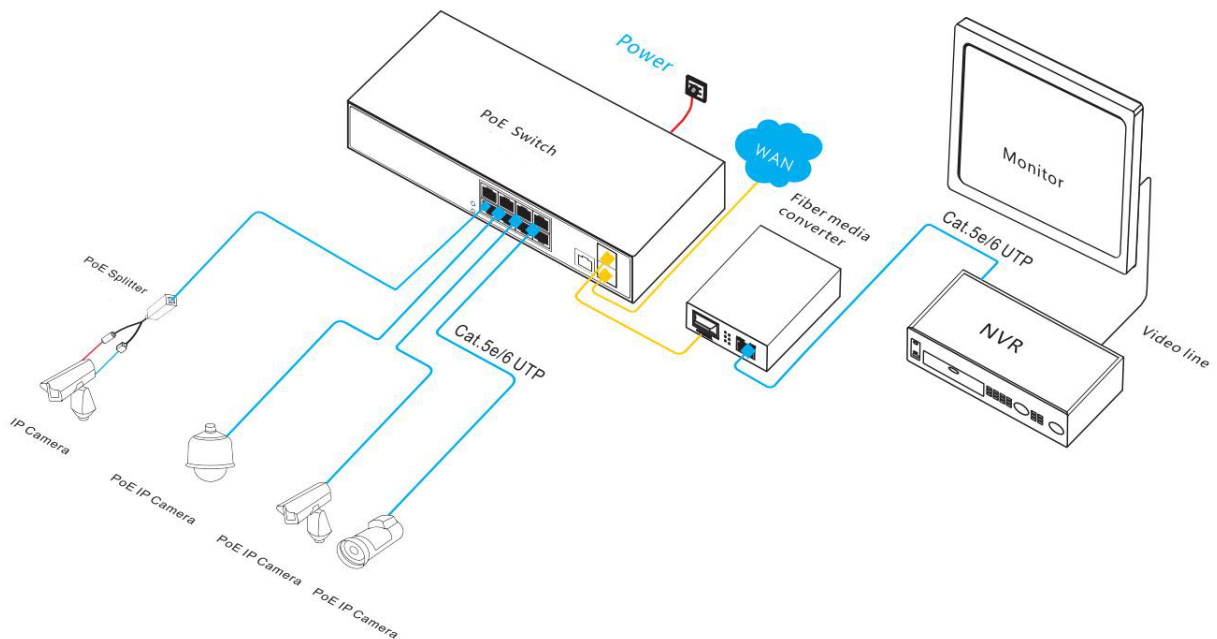 Power
PoE Switch
WAN
Monitor
Fiber media
converter
Cat.5e/6 UTP
PoE Splitter
NVR
Video line
Cat.5e/6 UTP
IP Camera
PoE IP Camera
PoE IP Camera
PoE IP Camera